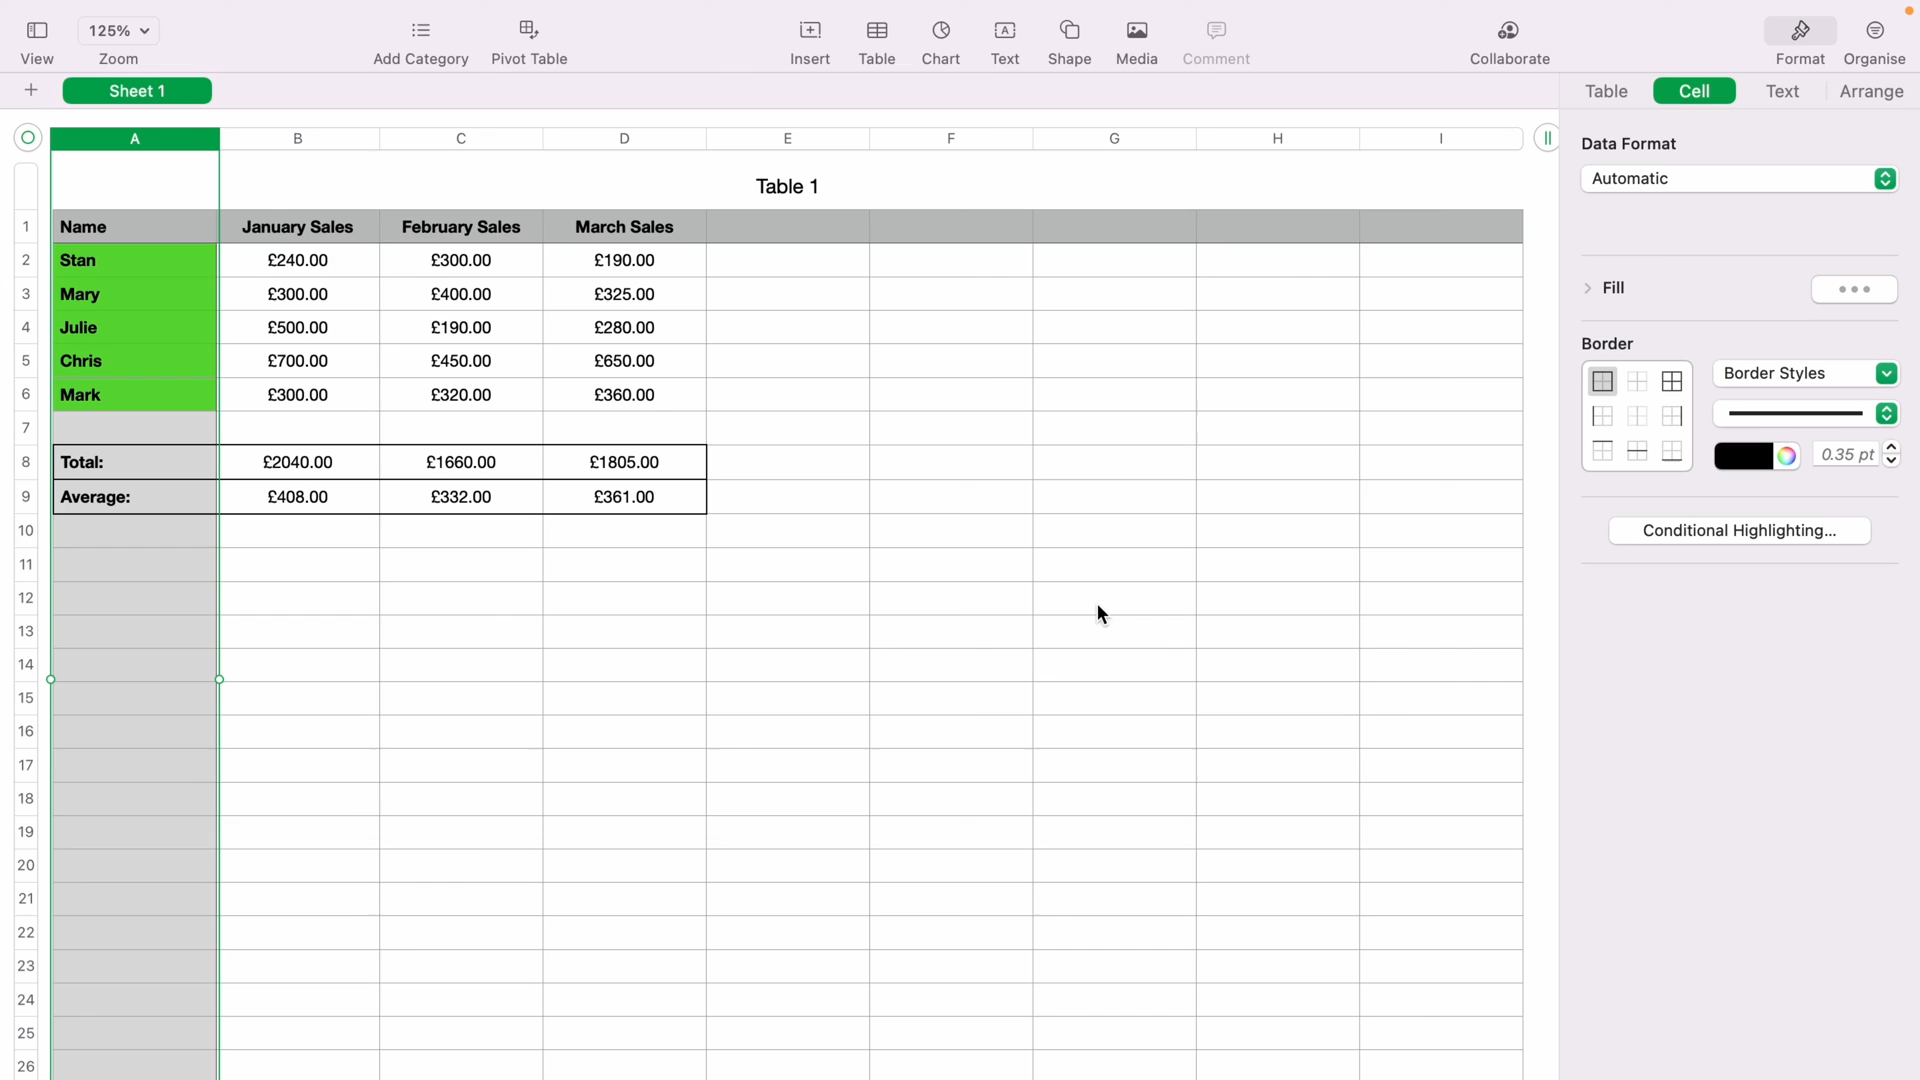 View
125%
Zoom
Add Category
Pivot Table
Insert
Table
Chart
Text
Shape
Media
Comment
Collaborate
Format
Organise
+ Sheet 1
Table Cell Text Arrange
A B C D E F G H I
Table 1
1 Name January Sales February Sales March Sales
2 Stan £240.00 £300.00 £190.00
3 Mary £300.00 £400.00 £325.00
4 Julie £500.00 £190.00 £280.00
5 Chris £700.00 £450.00 £650.00
6 Mark £300.00 £320.00 £360.00
7
8 Total: £2040.00 £1660.00 £1805.00
9 Average: £408.00 £332.00 £361.00
10
11
12
13
14
15
16
17
18
19
20
21
22
23
24
25
26
Data Format
Automatic
Fill
Border
Border Styles
0.35 pt
Conditional Highlighting...